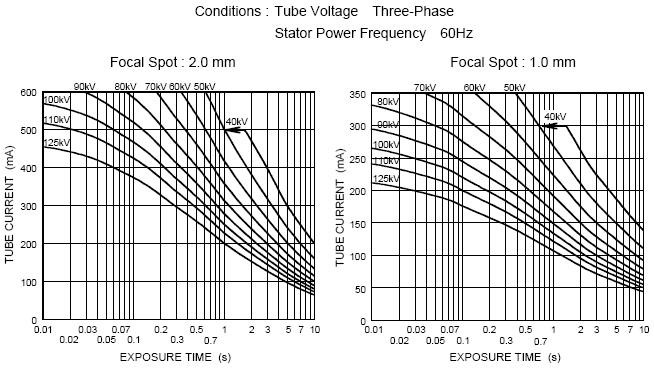 Conditions : Tube Voltage Three-Phase
Stator Power Frequency 60Hz
Focal Spot : 2.0 mm
90kV 80kV 70kV 60kV 50kV
100kV
110kV
125kV
40kV
600
500
400
300
200
100
0
TUBE CURRENT (mA)
0.01 0.03 0.07 0.2 0.5 1 2 3 5 7 10
0.02 0.05 0.1 0.3 0.7
EXPOSURE TIME (s)
Focal Spot : 1.0 mm
70kV 60kV 50kV
80kV
90kV
100kV
110kV
125kV
40kV
350
300
250
200
150
100
50
0
TUBE CURRENT (mA)
0.01 0.03 0.07 0.2 0.5 1 2 3 5 7 10
0.02 0.05 0.1 0.3 0.7
EXPOSURE TIME (s)